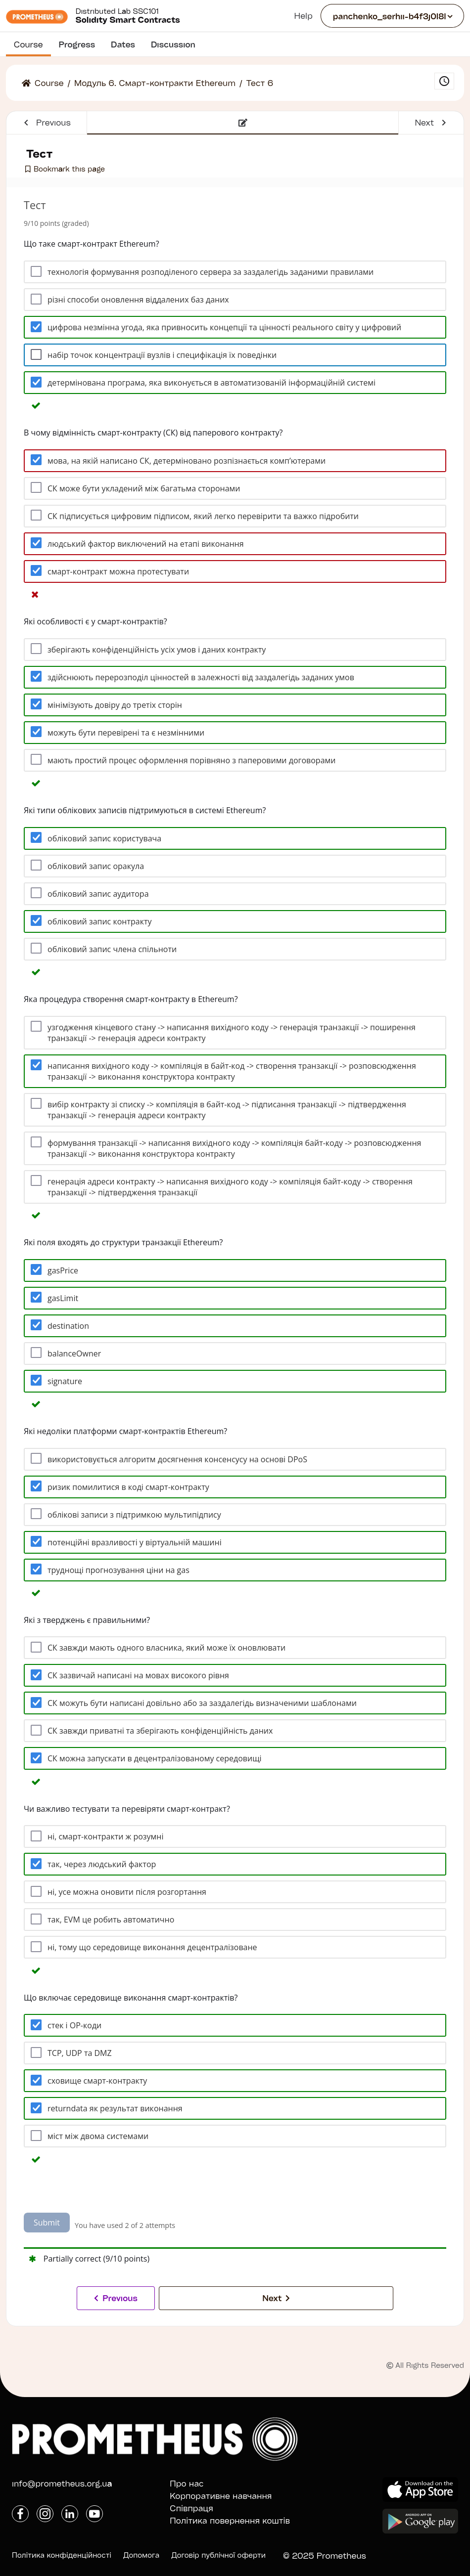 PROMETHEUS
Distributed Lab SSC101
Solidity Smart Contracts
Help
panchenko_serhii-b4f3j0l8l
Course
Progress
Dates
Discussion
Course / Модуль 6. Смарт-контракти Ethereum / Тест 6
Previous
Next
Тест
Bookmark this page
Тест
9/10 points (graded)
Що таке смарт-контракт Ethereum?
технологія формування розподіленого сервера за заздалегідь заданими правилами
різні способи оновлення віддалених баз даних
цифрова незмінна угода, яка привносить концепції та цінності реального світу у цифровий
набір точок концентрації вузлів і специфікація їх поведінки
детермінована програма, яка виконується в автоматизованій інформаційній системі
В чому відмінність смарт-контракту (СК) від паперового контракту?
мова, на якій написано СК, детерміновано розпізнається комп’ютерами
СК може бути укладений між багатьма сторонами
СК підписується цифровим підписом, який легко перевірити та важко підробити
людський фактор виключений на етапі виконання
смарт-контракт можна протестувати
Які особливості є у смарт-контрактів?
зберігають конфіденційність усіх умов і даних контракту
здійснюють перерозподіл цінностей в залежності від заздалегідь заданих умов
мінімізують довіру до третіх сторін
можуть бути перевірені та є незмінними
мають простий процес оформлення порівняно з паперовими договорами
Які типи облікових записів підтримуються в системі Ethereum?
обліковий запис користувача
обліковий запис оракула
обліковий запис аудитора
обліковий запис контракту
обліковий запис члена спільноти
Яка процедура створення смарт-контракту в Ethereum?
узгодження кінцевого стану -> написання вихідного коду -> генерація транзакції -> поширення
транзакції -> генерація адреси контракту
написання вихідного коду -> компіляція в байт-код -> створення транзакції -> розповсюдження
транзакції -> виконання конструктора контракту
вибір контракту зі списку -> компіляція в байт-код -> підписання транзакції -> підтвердження
транзакції -> генерація адреси контракту
формування транзакції -> написання вихідного коду -> компіляція байт-коду -> розповсюдження
транзакції -> виконання конструктора контракту
генерація адреси контракту -> написання вихідного коду -> компіляція байт-коду -> створення
транзакції -> підтвердження транзакції
Які поля входять до структури транзакції Ethereum?
gasPrice
gasLimit
destination
balanceOwner
signature
Які недоліки платформи смарт-контрактів Ethereum?
використовується алгоритм досягнення консенсусу на основі DPoS
ризик помилитися в коді смарт-контракту
облікові записи з підтримкою мультипідпису
потенційні вразливості у віртуальній машині
труднощі прогнозування ціни на gas
Які з тверджень є правильними?
СК завжди мають одного власника, який може їх оновлювати
СК зазвичай написані на мовах високого рівня
СК можуть бути написані довільно або за заздалегідь визначеними шаблонами
СК завжди приватні та зберігають конфіденційність даних
СК можна запускати в децентралізованому середовищі
Чи важливо тестувати та перевіряти смарт-контракт?
ні, смарт-контракти ж розумні
так, через людський фактор
ні, усе можна оновити після розгортання
так, EVM це робить автоматично
ні, тому що середовище виконання децентралізоване
Що включає середовище виконання смарт-контрактів?
стек і OP-коди
TCP, UDP та DMZ
сховище смарт-контракту
returndata як результат виконання
міст між двома системами
Submit
You have used 2 of 2 attempts
Partially correct (9/10 points)
Previous
Next
© All Rights Reserved
PROMETHEUS
info@prometheus.org.ua
Про нас
Корпоративне навчання
Співпраця
Політика повернення коштів
Download on the
App Store
ANDROID APP ON
Google play
Політика конфіденційності
Допомога
Договір публічної оферти
© 2025 Prometheus